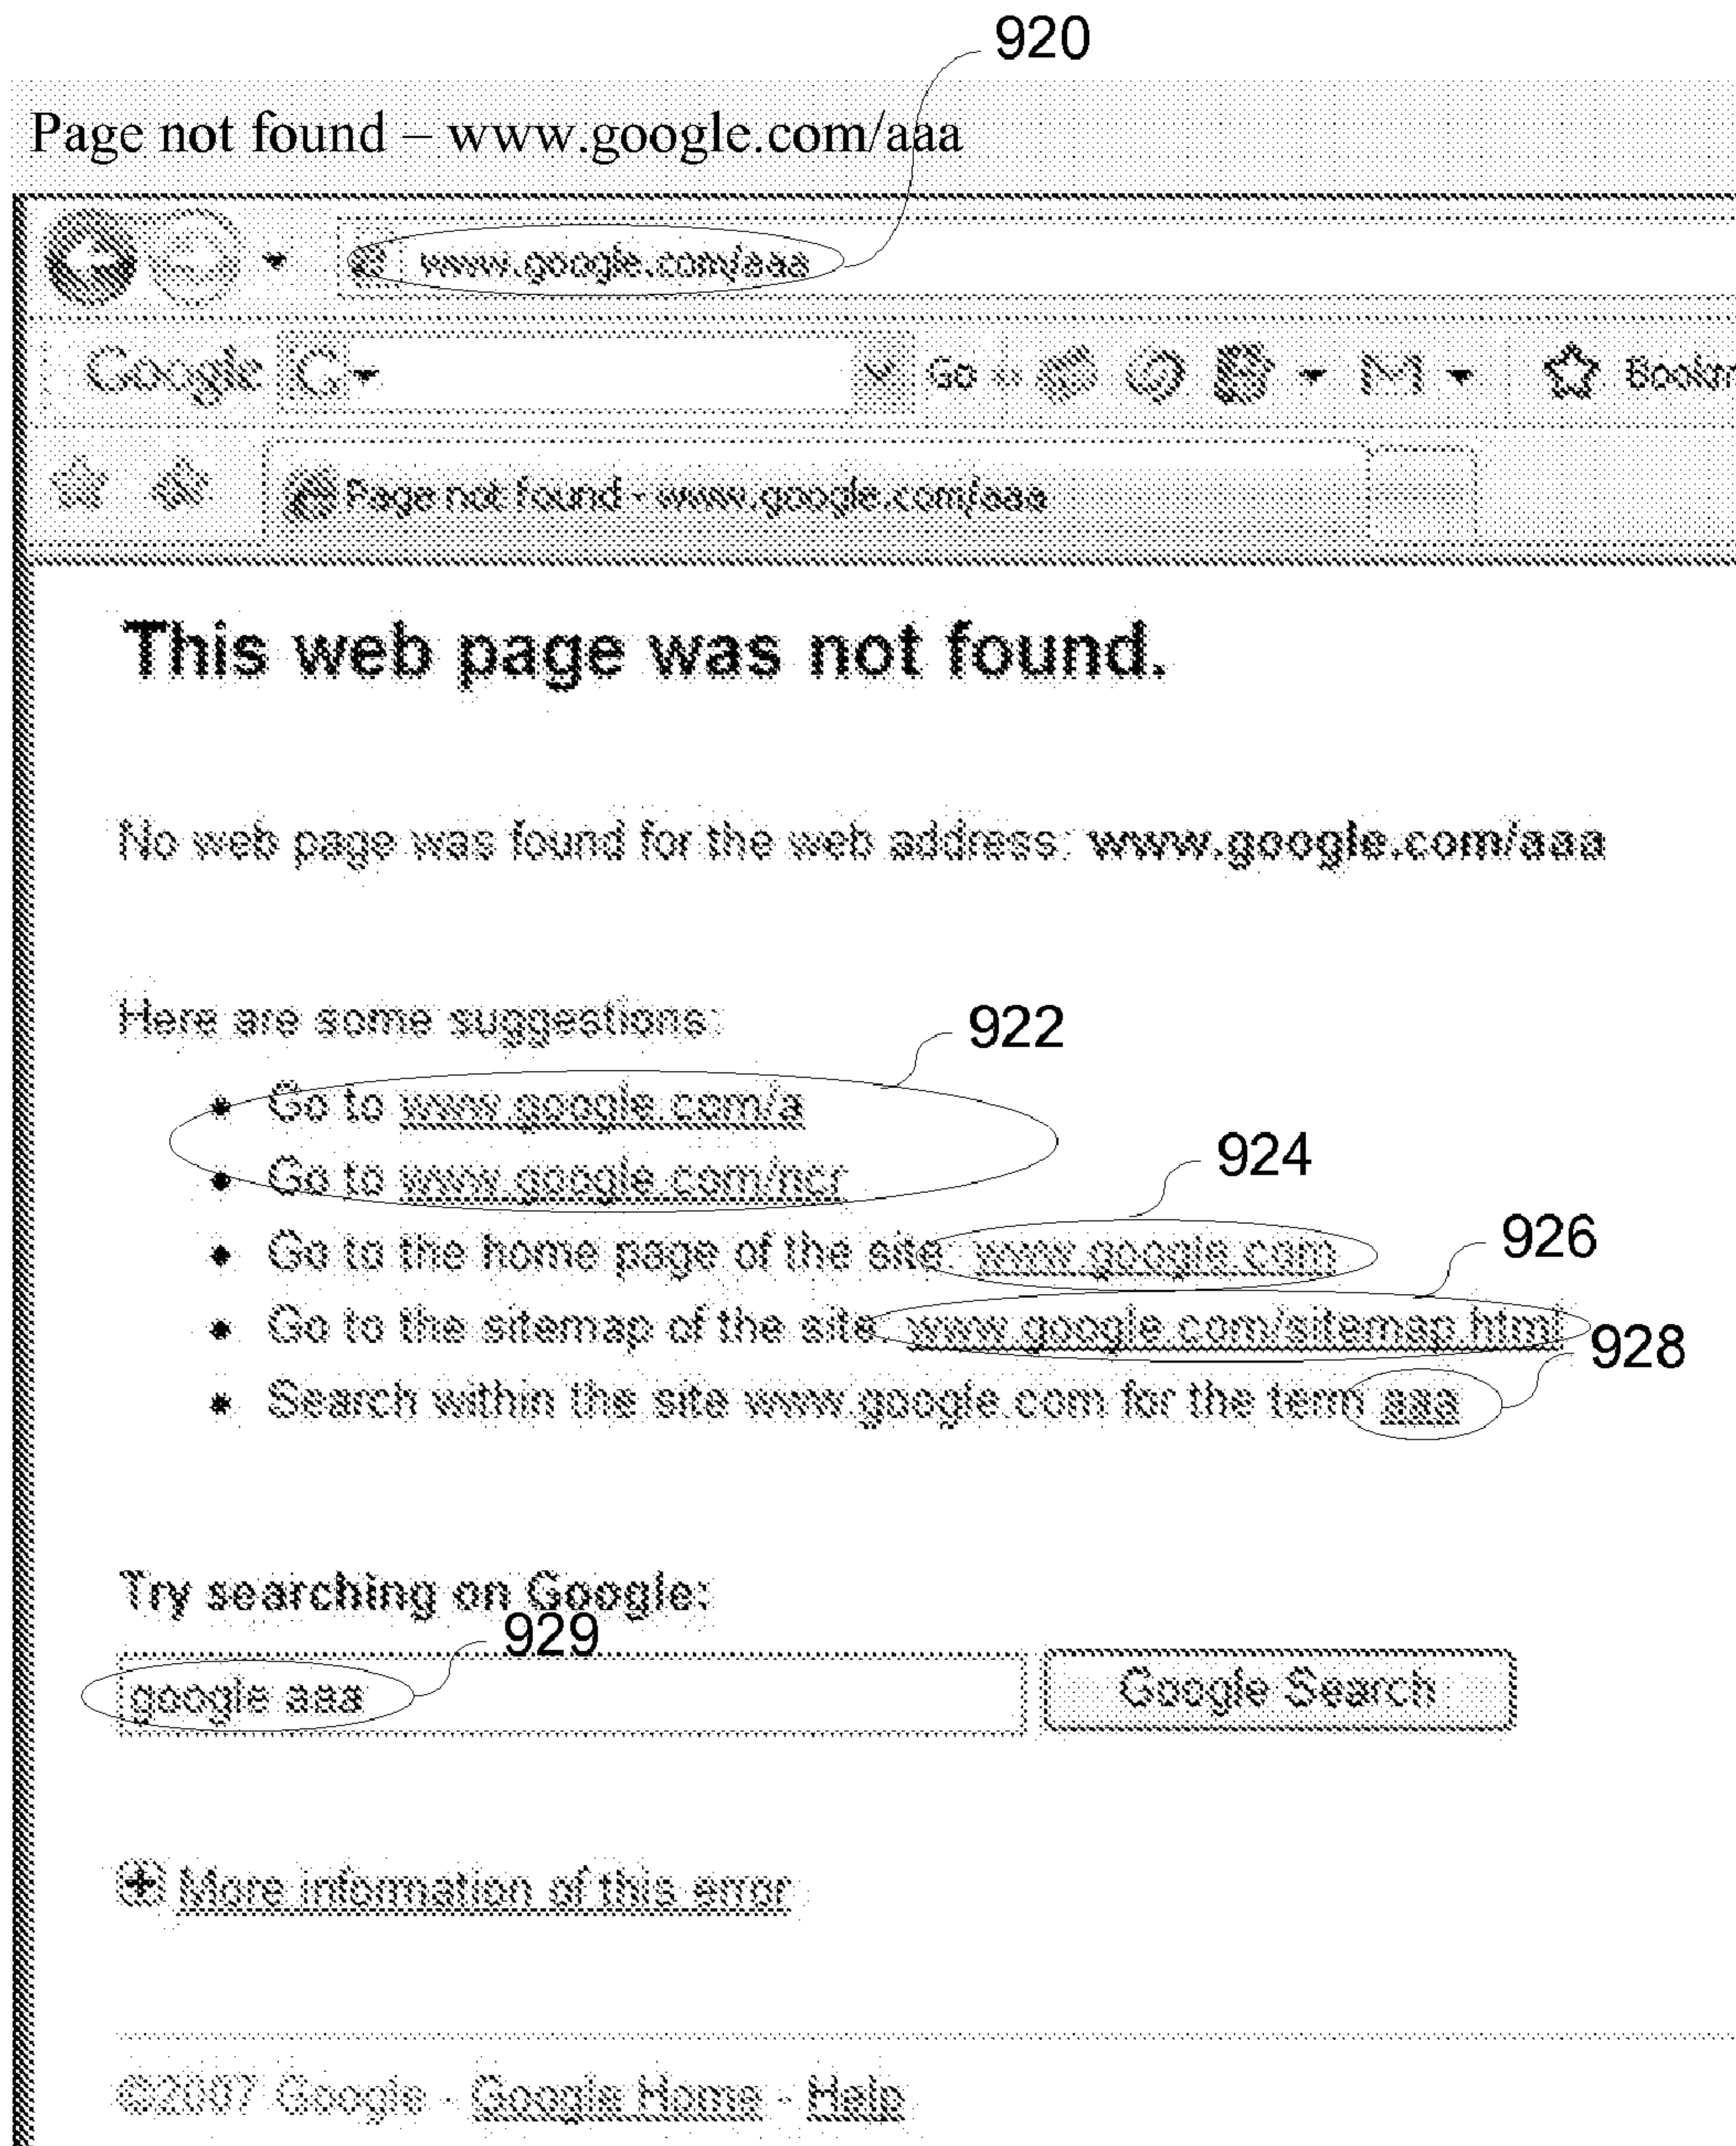 920
Page not found – www.google.com/aaa
www.google.com/aaa
Google G Go Bookm
Page not found - www.google.com/aaa
This web page was not found.
No web page was found for the web address: www.google.com/aaa
Here are some suggestions:
922
• Go to www.google.com/a
• Go to www.google.com/ncr
924
• Go to the home page of the site: www.google.com
926
• Go to the sitemap of the site: www.google.com/sitemap.html
928
• Search within the site www.google.com for the term aaa
Try searching on Google:
929
google aaa Google Search
More information of this error
©2007 Google - Google Home - Help